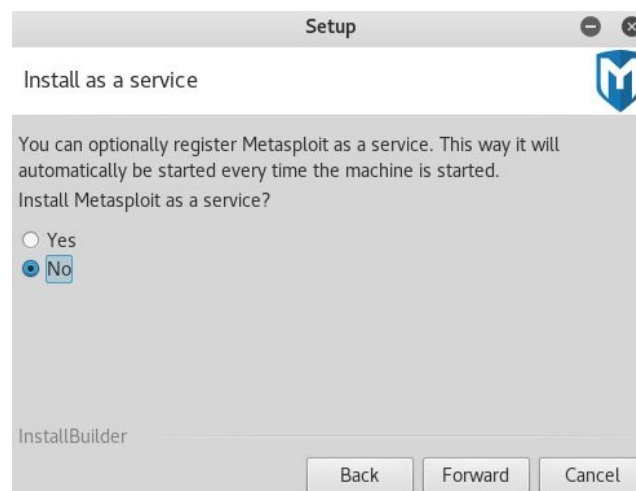 Setup
Install as a service
You can optionally register Metasploit as a service. This way it will
automatically be started every time the machine is started.
Install Metasploit as a service?
Yes
No
InstallBuilder
Back Forward Cancel